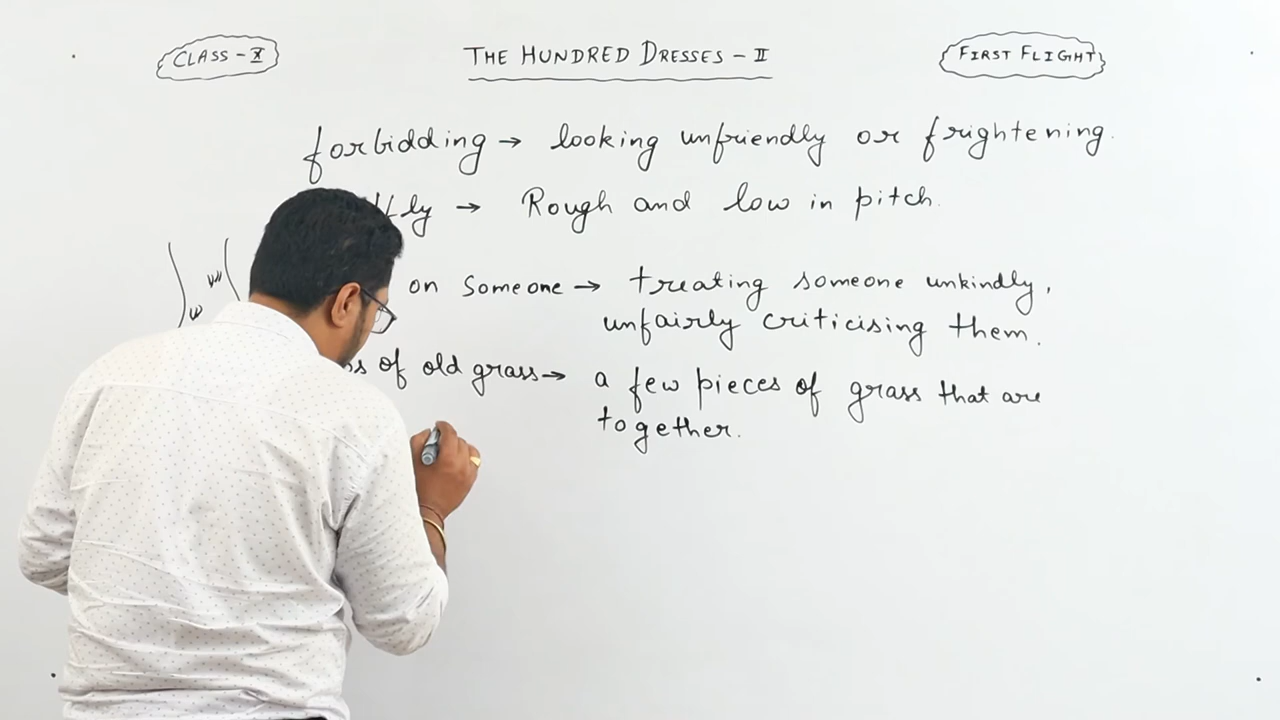 CLASS - X
THE HUNDRED DRESSES - II
FIRST FLIGHT
forbidding → looking unfriendly or frightening.
→ Rough and low in pitch.
on someone → treating someone unkindly,
unfairly criticising them.
of old grass → a few pieces of grass that are
together.